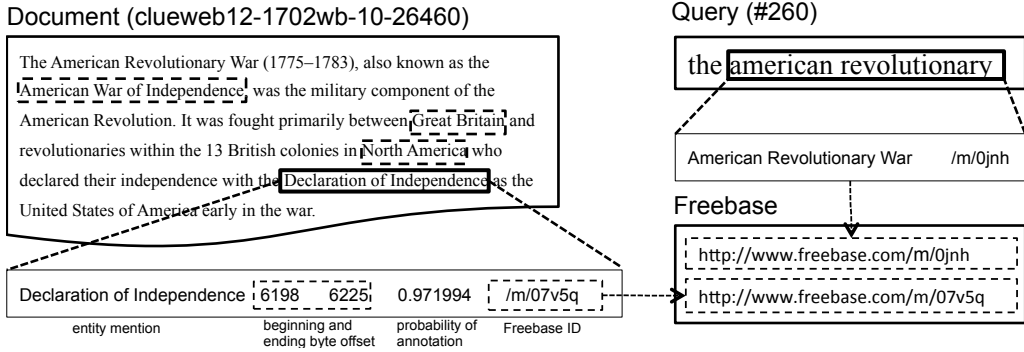 Document (clueweb12-1702wb-10-26460)
The American Revolutionary War (1775–1783), also known as the
American War of Independence, was the military component of the
American Revolution. It was fought primarily between Great Britain and
revolutionaries within the 13 British colonies in North America who
declared their independence with the Declaration of Independence as the
United States of America early in the war.
Declaration of Independence 6198 6225 0.971994 /m/07v5q
entity mention
beginning and
ending byte offset
probability of
annotation
Freebase ID
Query (#260)
the american revolutionary
American Revolutionary War /m/0jnh
Freebase
http://www.freebase.com/m/0jnh
http://www.freebase.com/m/07v5q